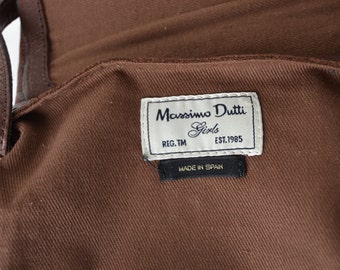 Massimo Dutti
Girls
REG.TM EST.1985
MADE IN SPAIN